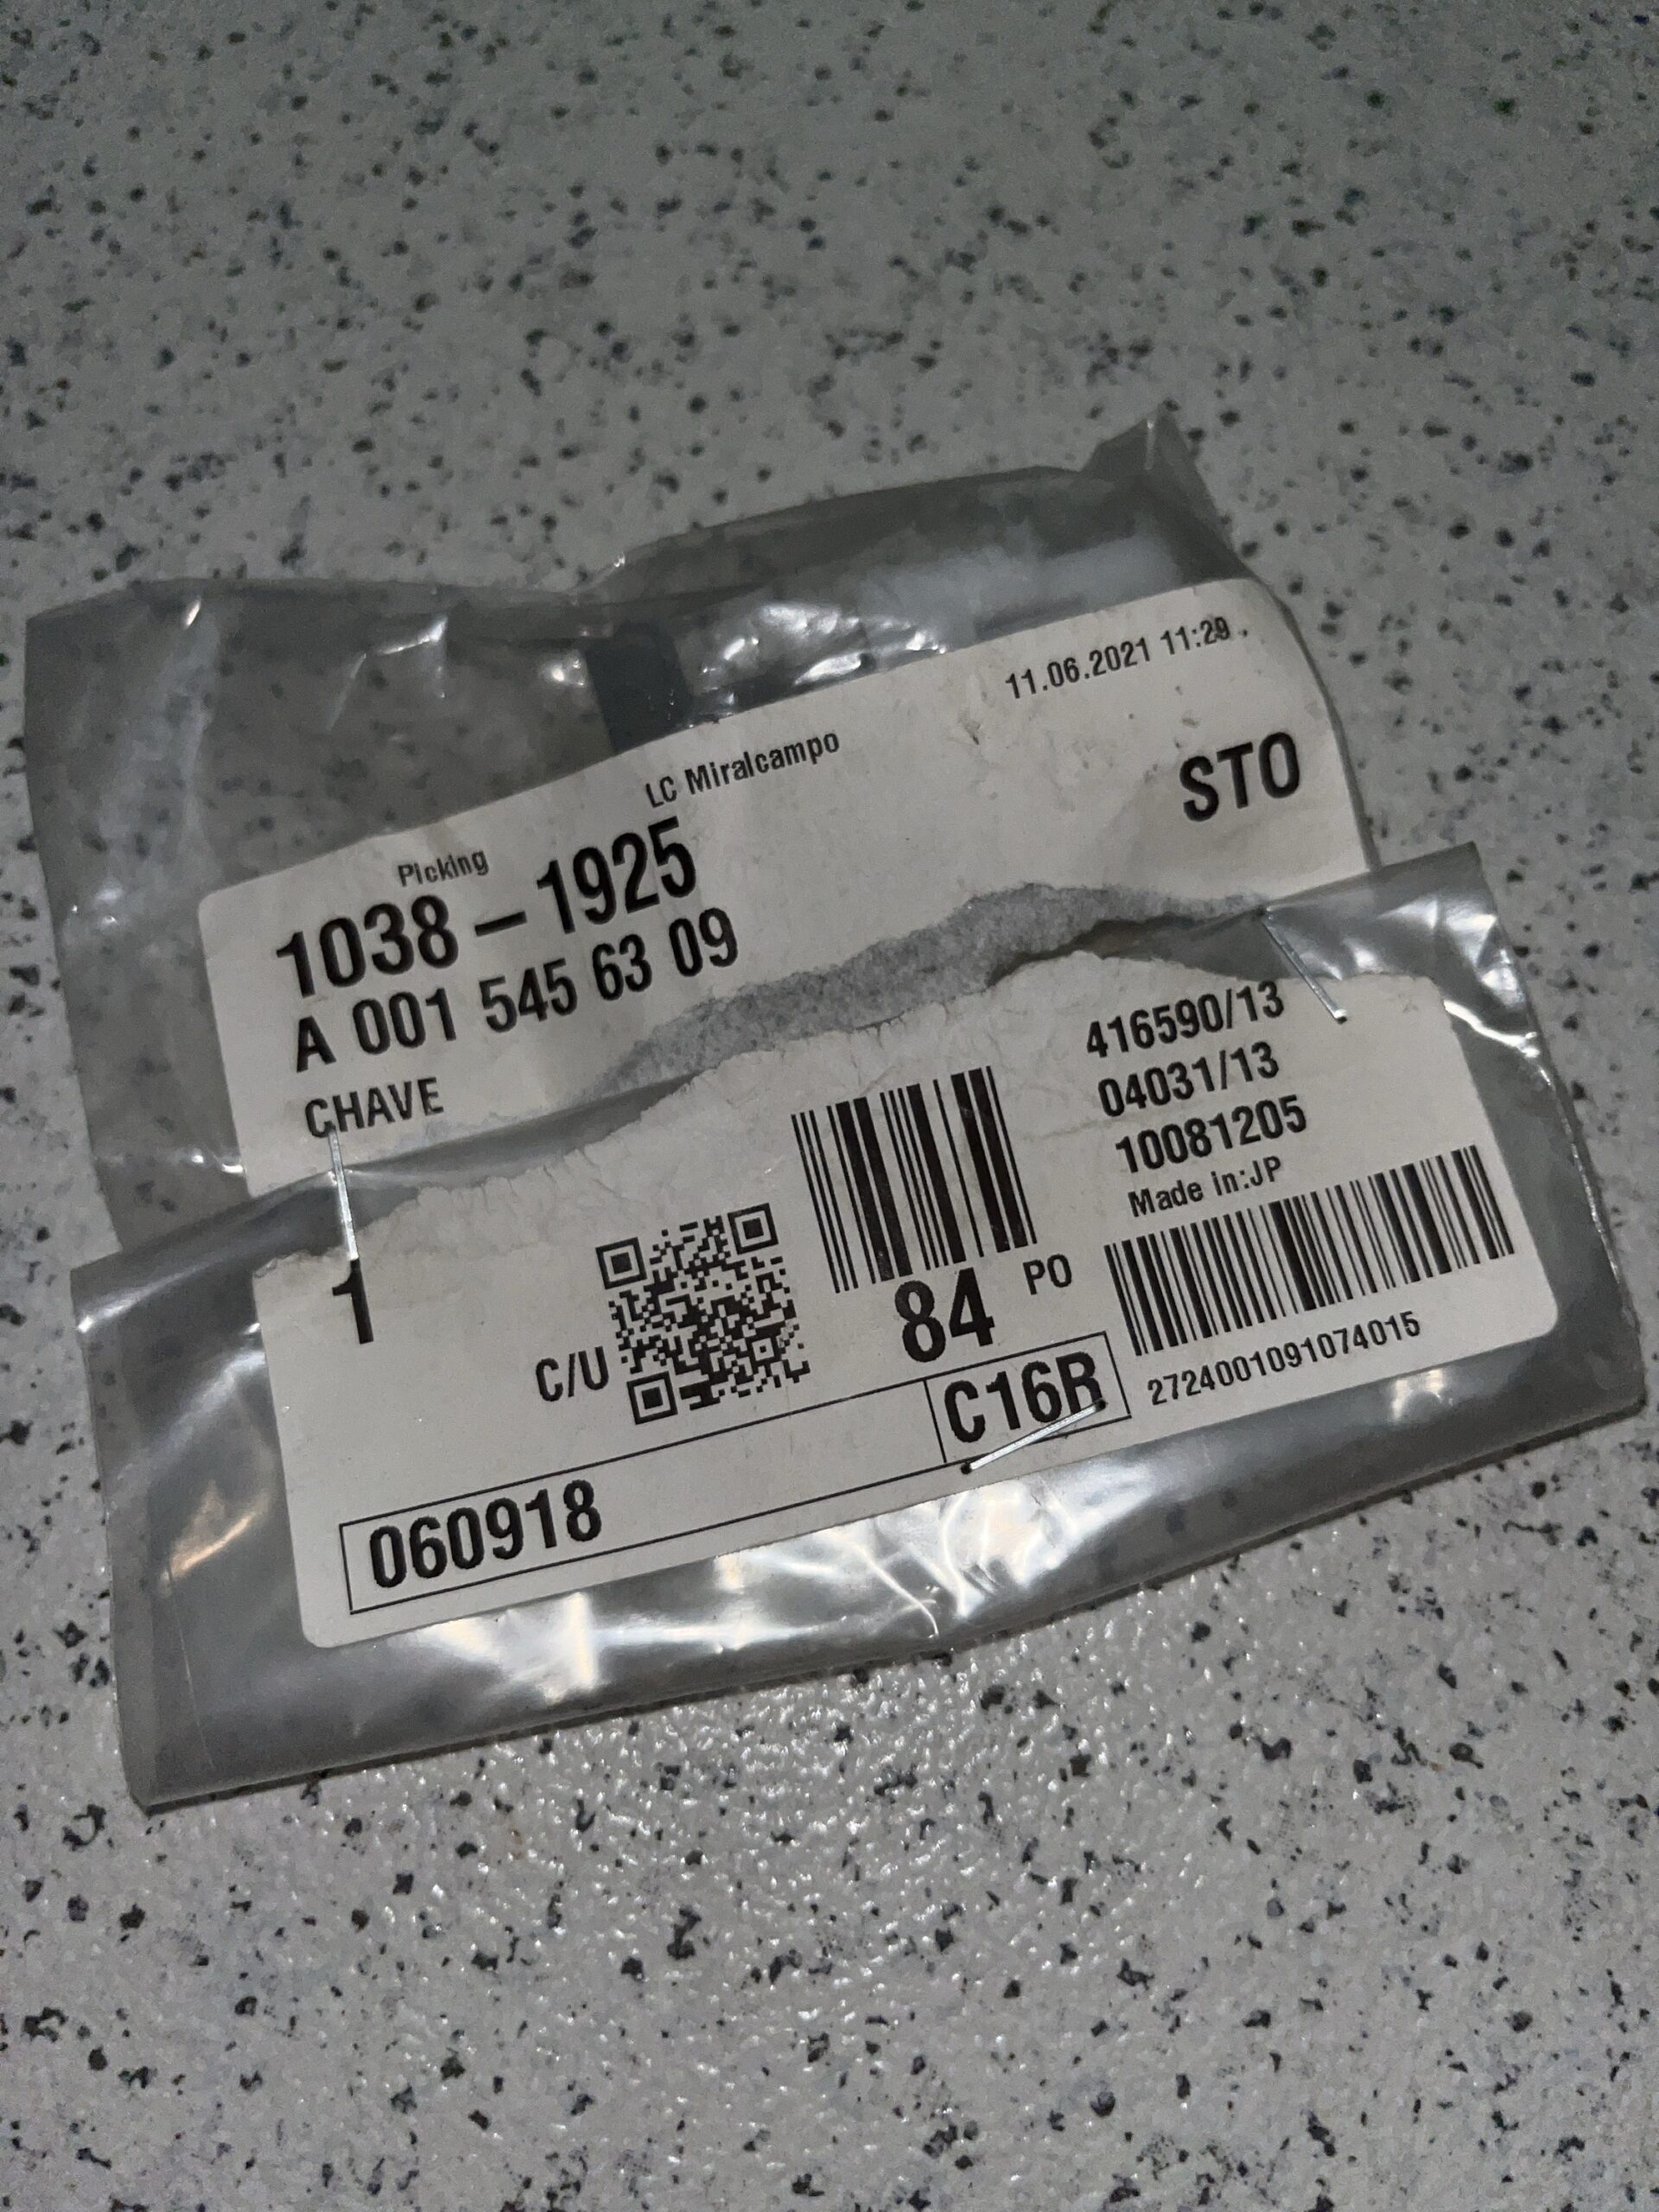 11.06.2021 11:29
LC Miralcampo
STO
Picking
1038 – 1925
A 001 545 63 09
CHAVE
416590/13
04031/13
10081205
Made in:JP
1
C/U
84
PO
2724001091074015
C16R
060918